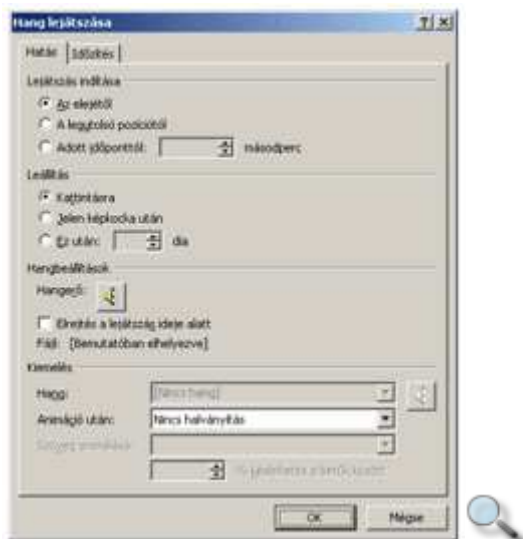 Hang lejátszása
Hatás Időzítés
Lejátszás indítása
Az elejétől
A legutolsó pozíciótól
Adott időponttól: másodperc
Leállítás
Kattintásra
Jelen képkocka után
Ez után: dia
Hangbeállítások
Hangerő:
Elrejtés a lejátszás ideje alatt
Fájl: [Bemutatóban elhelyezve]
Kiemelés
Hang: [Nincs hang]
Animáció után: Nincs halványítás
Szöveg animálása:
OK Mégse